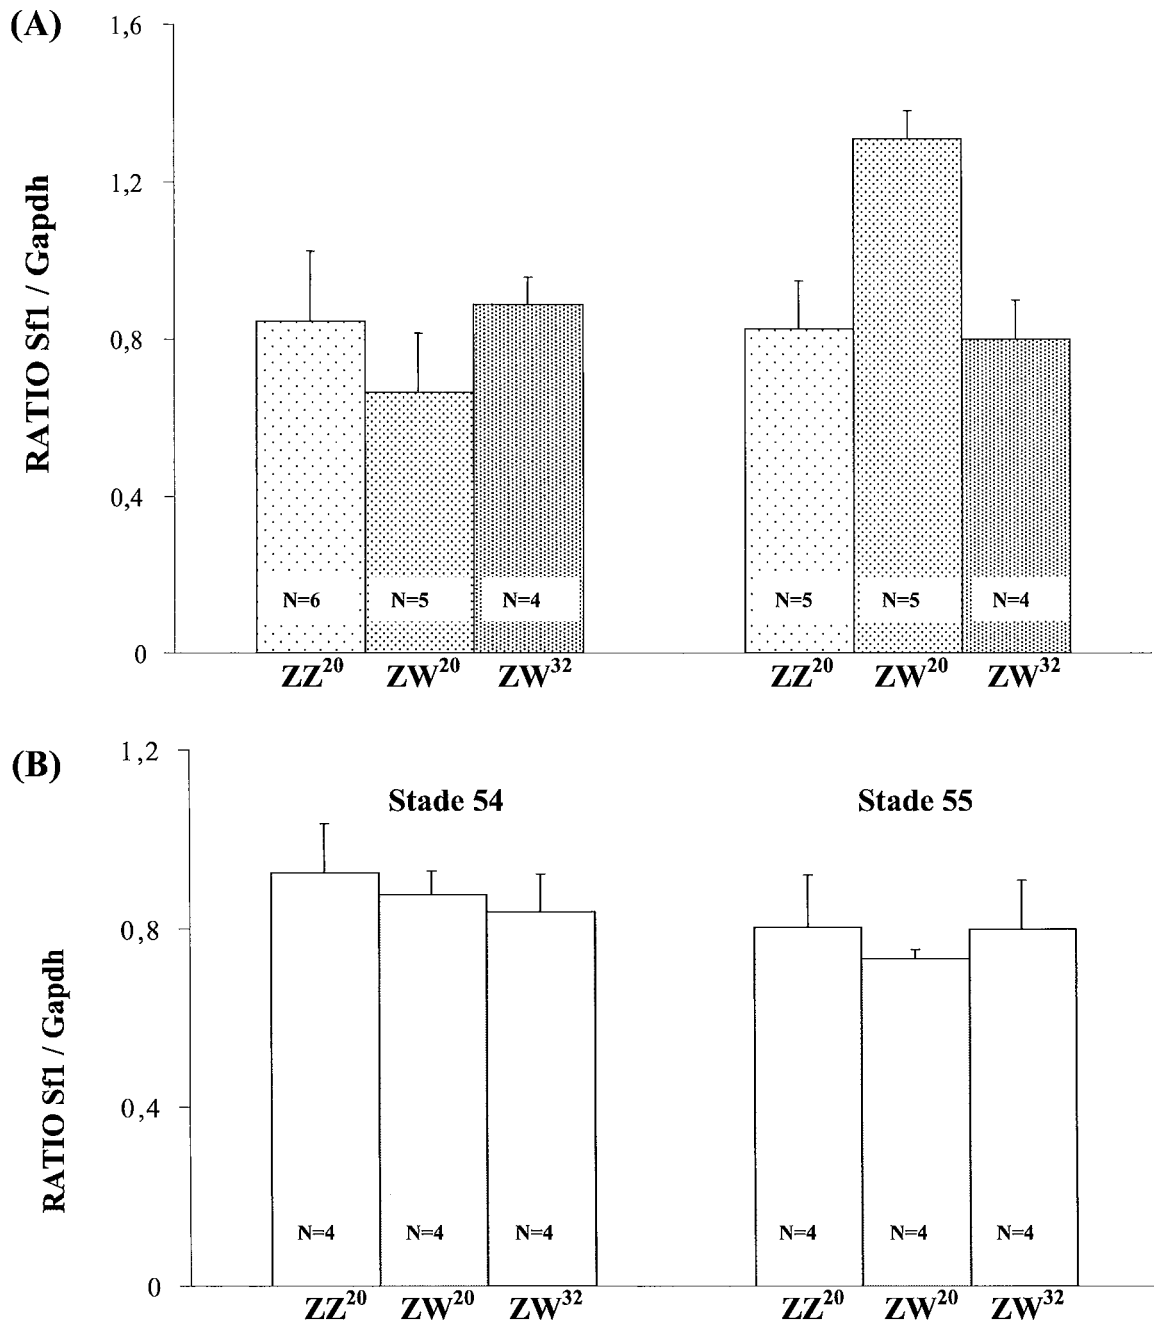 (A)
RATIO Sf1 / Gapdh
1,6
1,2
0,8
0,4
0
N=6
N=5
N=4
N=5
N=5
N=4
ZZ²⁰
ZW²⁰
ZW³²
ZZ²⁰
ZW²⁰
ZW³²
(B)
RATIO Sf1 / Gapdh
1,2
0,8
0,4
0
Stade 54
Stade 55
N=4
N=4
N=4
N=4
N=4
N=4
ZZ²⁰
ZW²⁰
ZW³²
ZZ²⁰
ZW²⁰
ZW³²